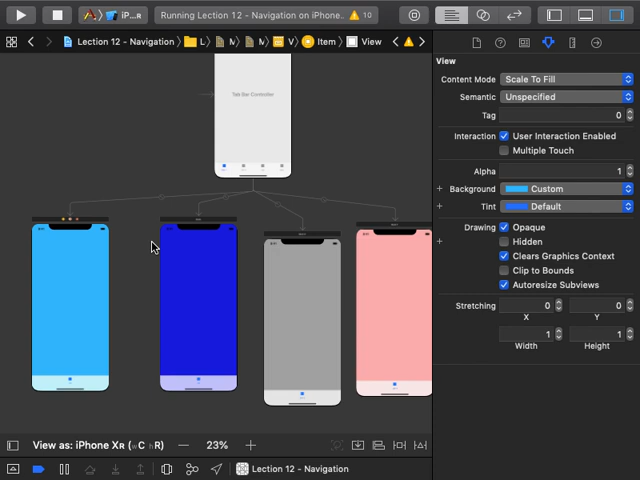 iP...R
Running Lection 12 - Navigation on iPhone.
10
Lection 12 - Navigation
L
M
M
V
Item
View
View
Content Mode
Scale To Fill
Semantic
Unspecified
Tag
0
Interaction
User Interaction Enabled
Multiple Touch
Alpha
1
Background
Custom
Tint
Default
Drawing
Opaque
Hidden
Clears Graphics Context
Clip to Bounds
Autoresize Subviews
Stretching
0
0
X
Y
1
1
Width
Height
Tab Bar Controller
View as: iPhone XR (wC hR)
23%
Lection 12 - Navigation